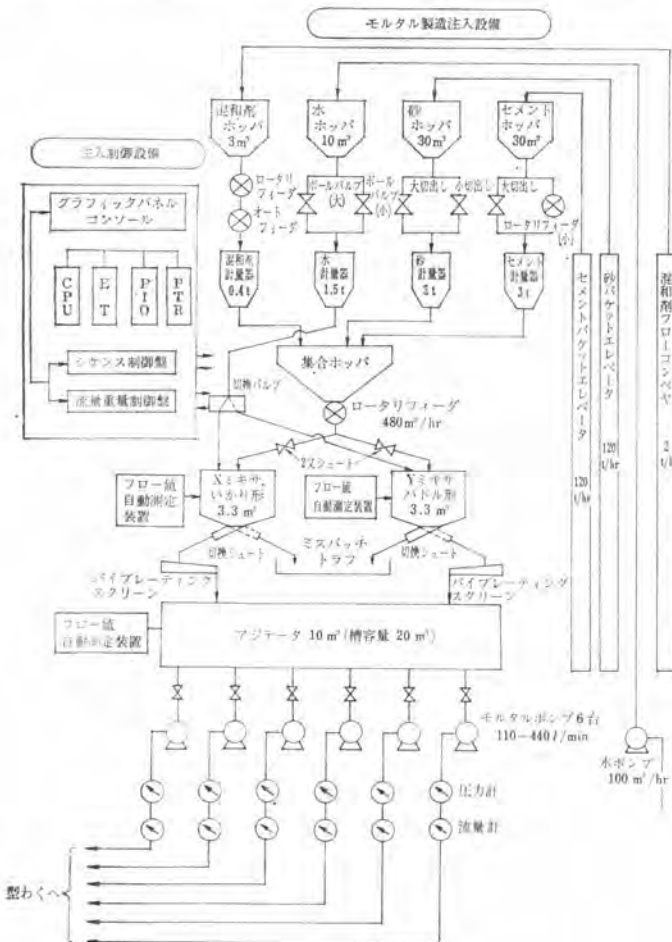 モルタル製造注入設備
混和剤
ホッパ
3m³
水
ホッパ
10 m³
砂
ホッパ
30m³
セメント
ホッパ
30m³
注入制御設備
グラフィックパネル
コンソール
CPU
ET
PIO
PTR
シケンス制御盤
流量重量制御盤
ロータリ
フィーダ
オート
フィーダ
ボールバルブ
(大)
ボール
バルブ
(小)
大切出し
小切出し
大切出し
ロータリフィーダ
(小)
混和剤
計量器
0.4t
水
計量器
1.5t
砂
計量器
セメント
計量器
集合ホッパ
切換バルブ
ロータリフィーダ
480m³/hr
2又シュート
フロー値
自動測定
装置
Xミキサ
いかり形
3.3 m³
フロー値
自動測定
装置
Yミキサ
パドル形
3.3 m³
切換シュート
ミスバッチ
トラフ
切換シュート
バイブレーティング
スクリーン
バイブレーティング
スクリーン
フロー値
自動測定装置
アジテータ 10 m³(槽容量 20 m³)
セメントバケットエレベータ
120
t/hr
砂バケットエレベータ
120
t/hr
混和剤フローコンベヤ
2
t/h
モルタルポンプ6台
110—440 l/min
水ポンプ
100 m³/hr
圧力計
流量計
型わくへ